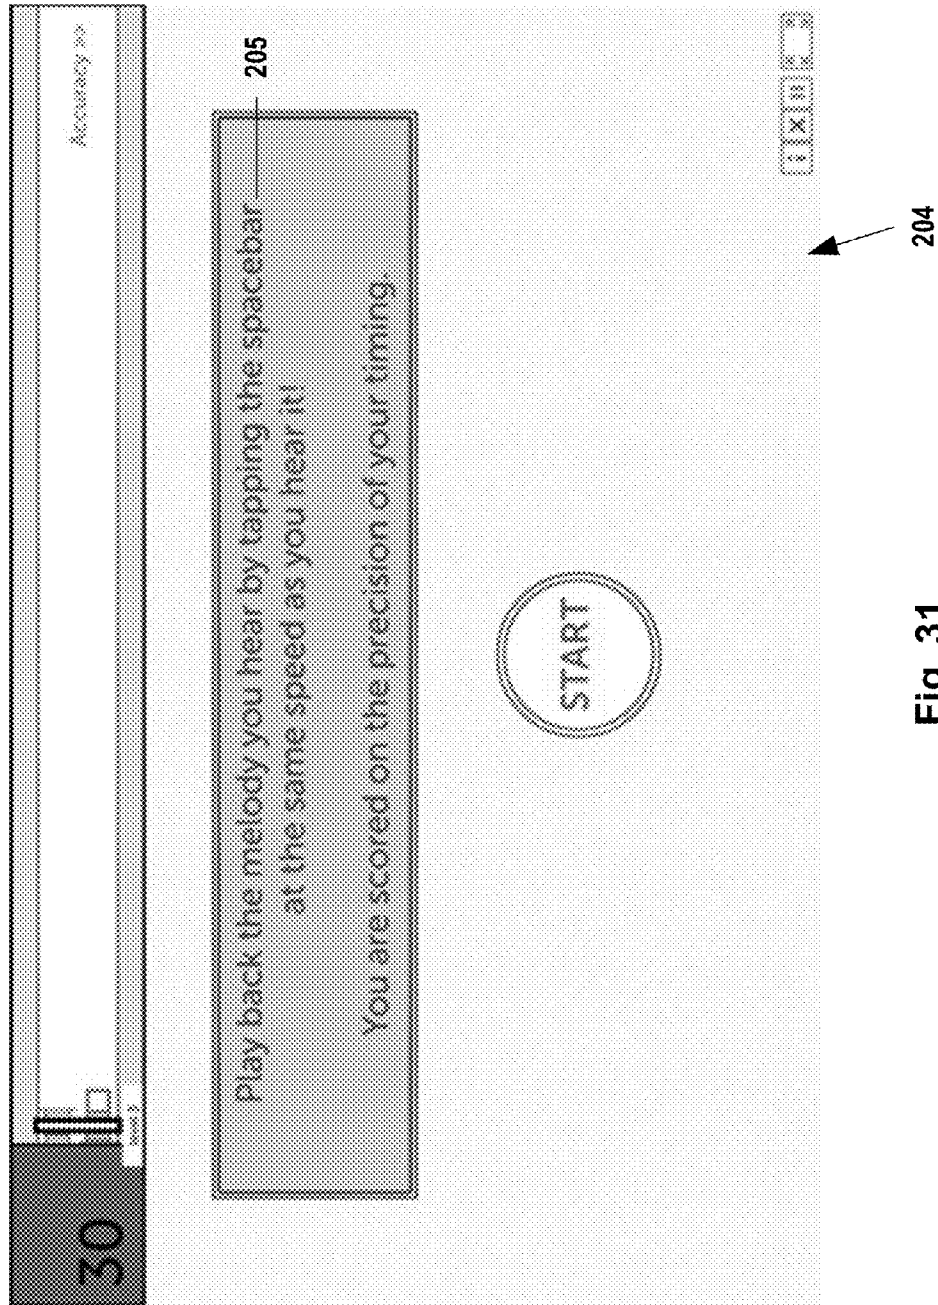 30
Accuracy >>
Play back the melody you hear by tapping the spacebar
at the same speed as you hear it!
You are scored on the precision of your timing.
205
START
i X
204
Fig. 31